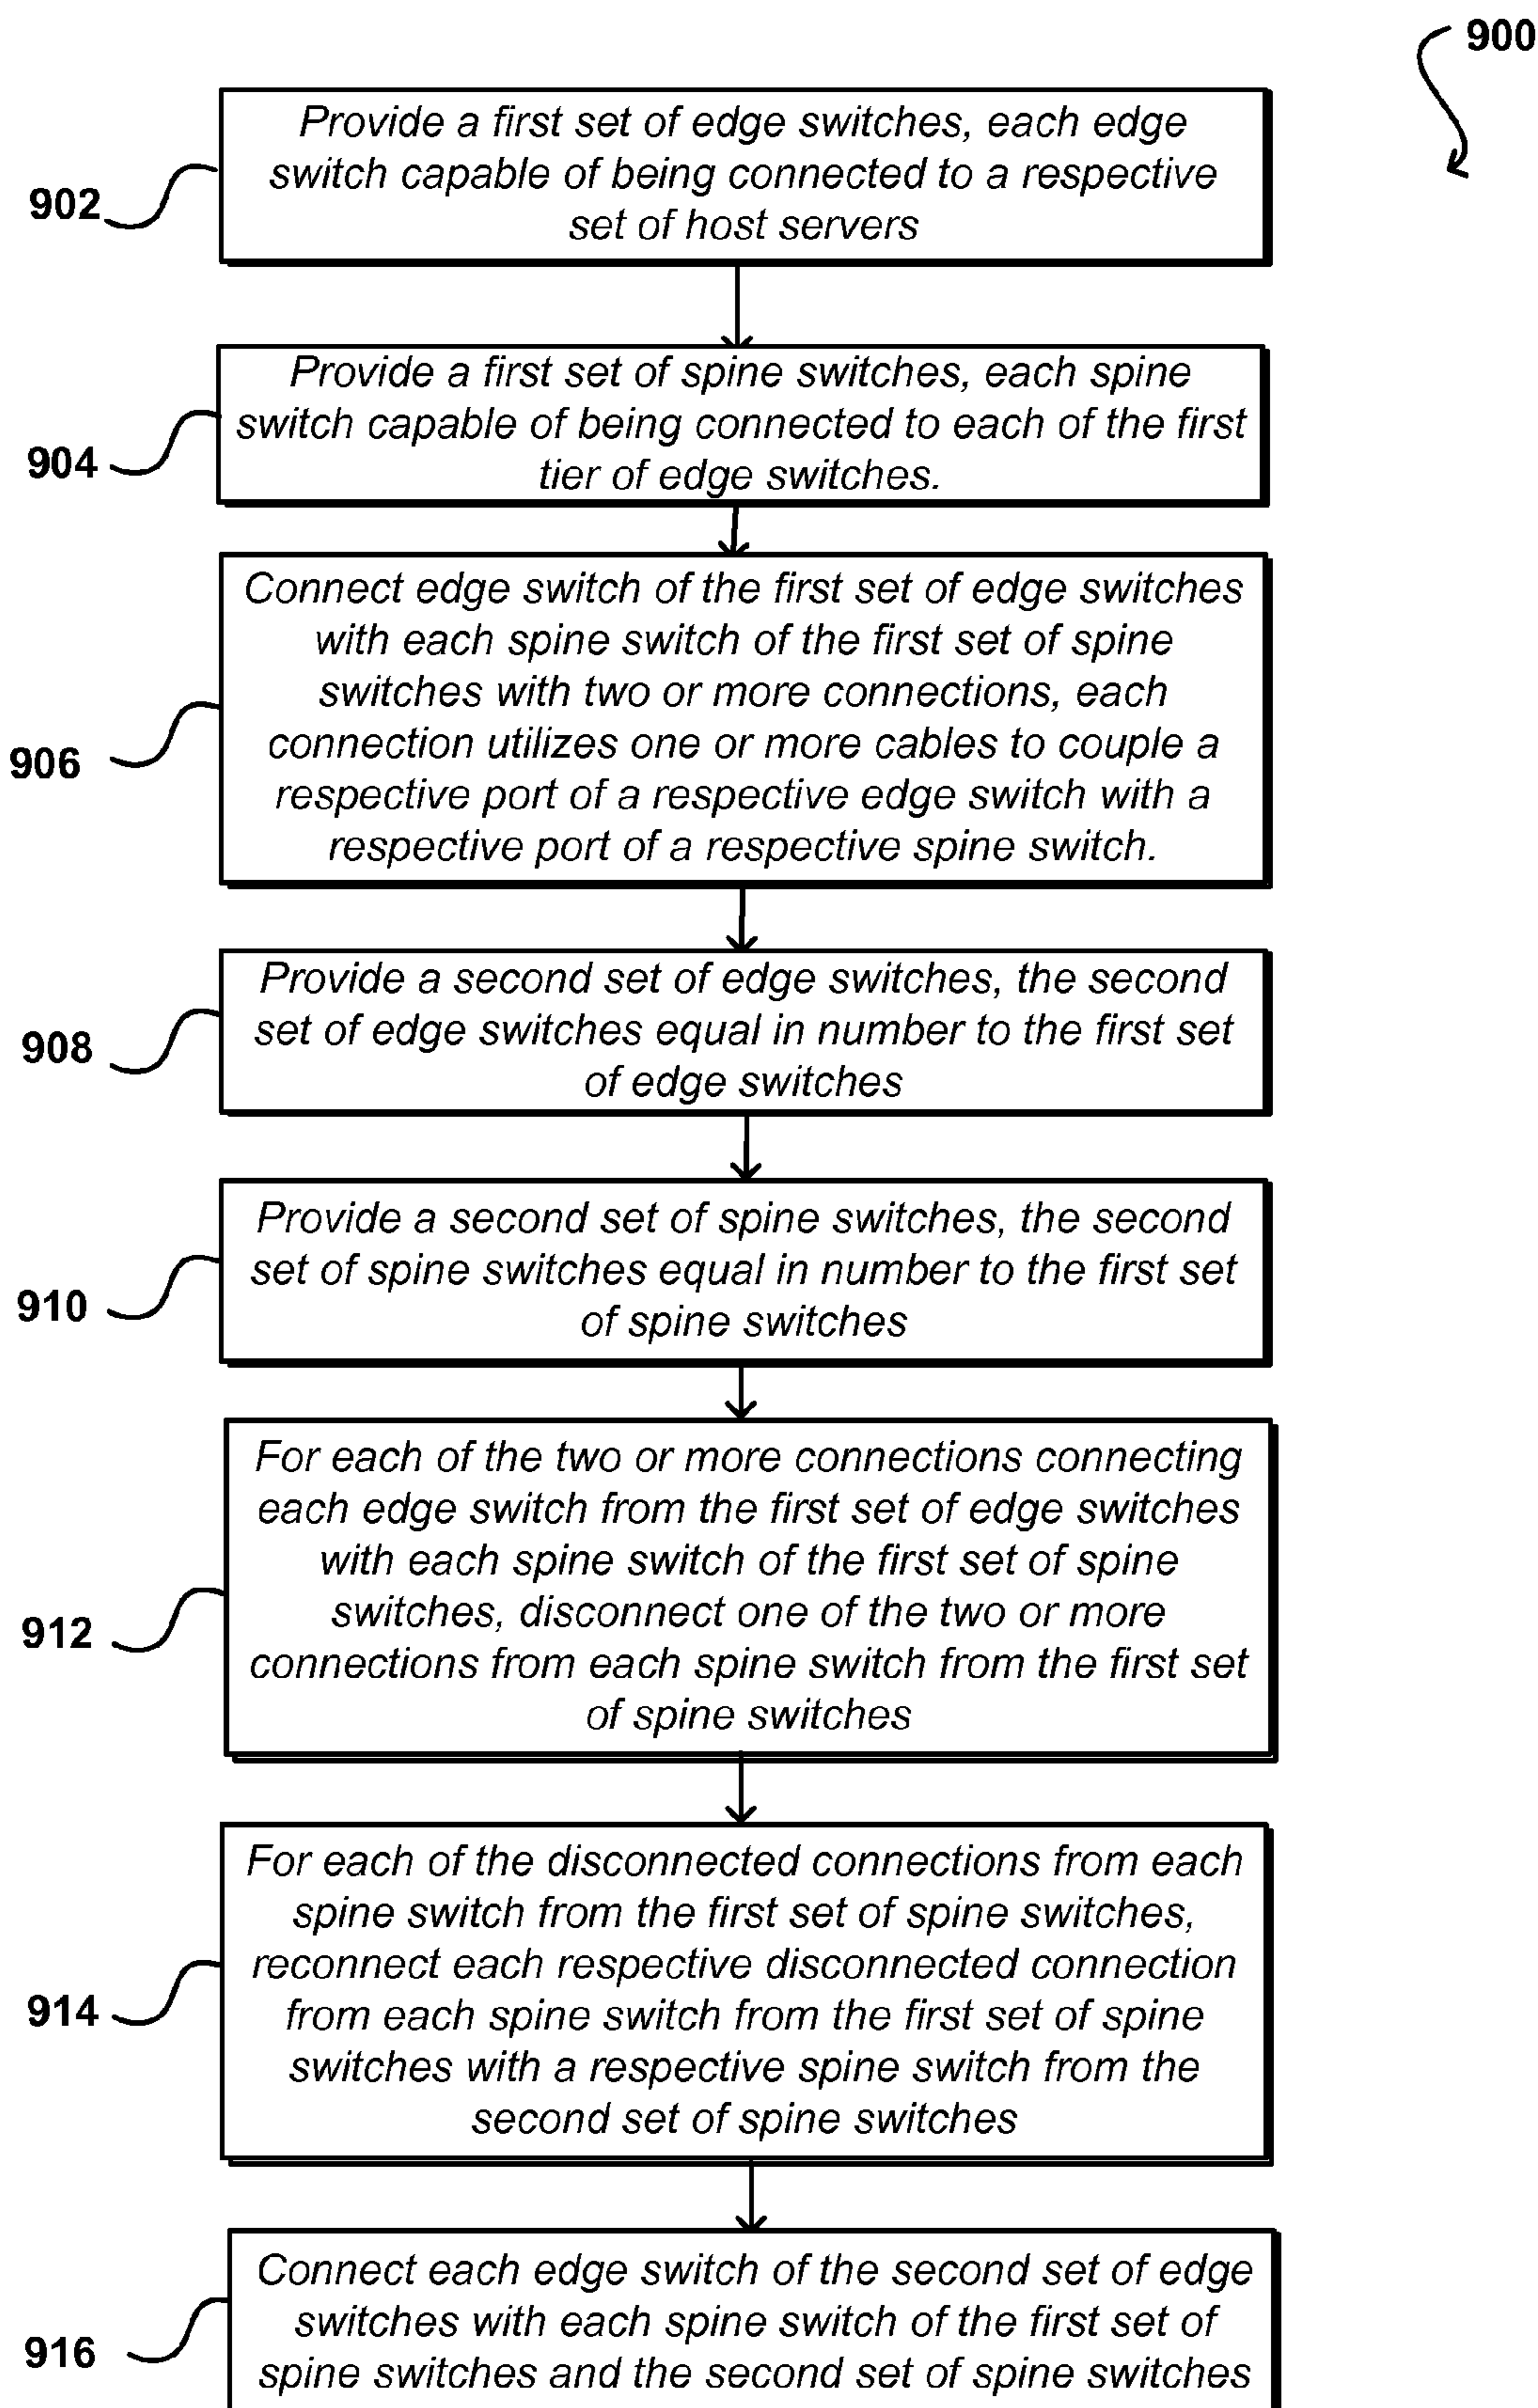 900
902
Provide a first set of edge switches, each edge
switch capable of being connected to a respective
set of host servers
904
Provide a first set of spine switches, each spine
switch capable of being connected to each of the first
tier of edge switches.
906
Connect edge switch of the first set of edge switches
with each spine switch of the first set of spine
switches with two or more connections, each
connection utilizes one or more cables to couple a
respective port of a respective edge switch with a
respective port of a respective spine switch.
908
Provide a second set of edge switches, the second
set of edge switches equal in number to the first set
of edge switches
910
Provide a second set of spine switches, the second
set of spine switches equal in number to the first set
of spine switches
912
For each of the two or more connections connecting
each edge switch from the first set of edge switches
with each spine switch of the first set of spine
switches, disconnect one of the two or more
connections from each spine switch from the first set
of spine switches
914
For each of the disconnected connections from each
spine switch from the first set of spine switches,
reconnect each respective disconnected connection
from each spine switch from the first set of spine
switches with a respective spine switch from the
second set of spine switches
916
Connect each edge switch of the second set of edge
switches with each spine switch of the first set of
spine switches and the second set of spine switches